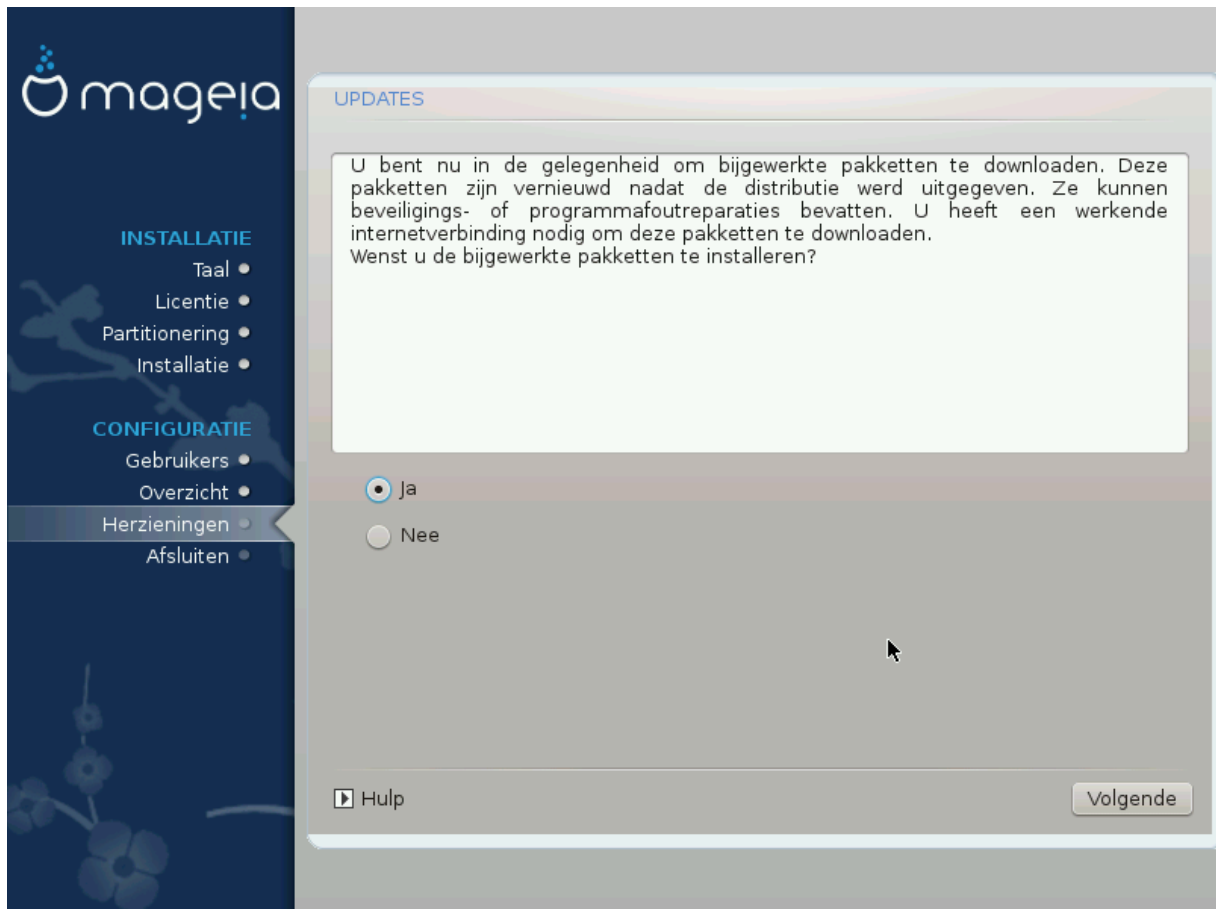 mageia
INSTALLATIE
Taal
Licentie
Partitionering
Installatie
CONFIGURATIE
Gebruikers
Overzicht
Herzieningen
Afsluiten
UPDATES
U bent nu in de gelegenheid om bijgewerkte pakketten te downloaden. Deze
pakketten zijn vernieuwd nadat de distributie werd uitgegeven. Ze kunnen
beveiligings- of programmafoutreparaties bevatten. U heeft een werkende
internetverbinding nodig om deze pakketten te downloaden.
Wenst u de bijgewerkte pakketten te installeren?
Ja
Nee
Hulp
Volgende